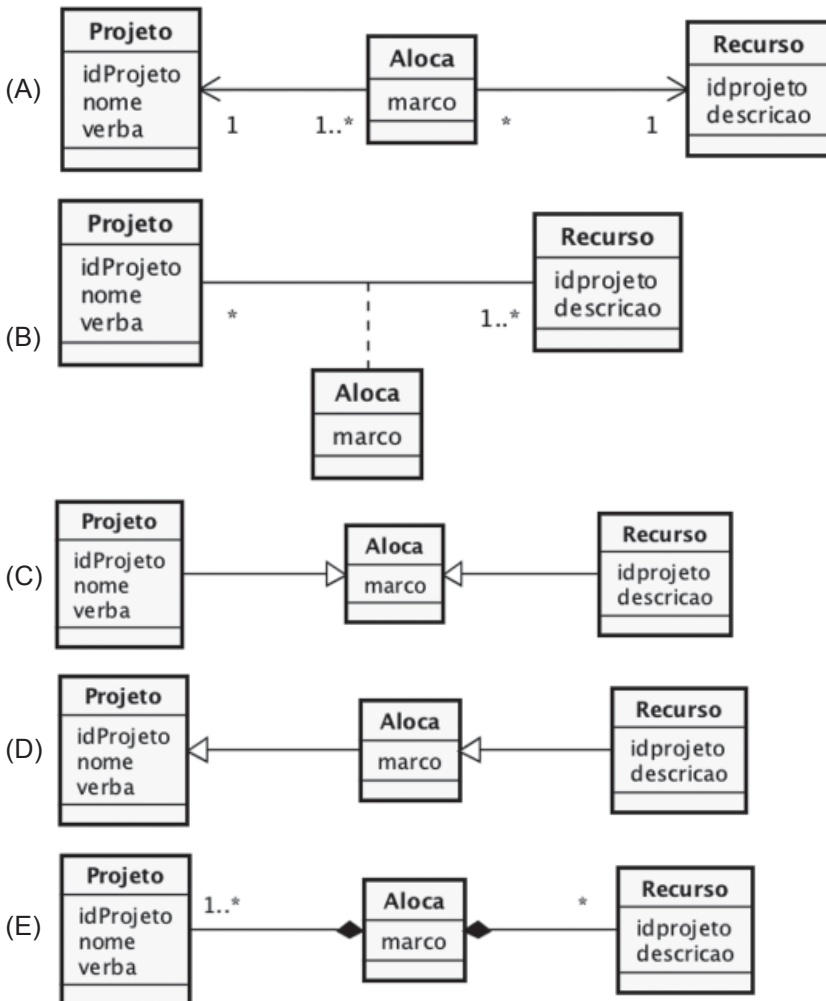 Projeto
idProjeto
nome
verba
(A)
1
1..*
Aloca
marco
*
1
Recurso
idprojeto
descricao
Projeto
idProjeto
nome
verba
(B)
*
1..*
Recurso
idprojeto
descricao
Aloca
marco
Projeto
idProjeto
nome
verba
(C)
Aloca
marco
Recurso
idprojeto
descricao
Projeto
idProjeto
nome
verba
(D)
Aloca
marco
Recurso
idprojeto
descricao
Projeto
idProjeto
nome
verba
(E)
1..*
Aloca
marco
*
Recurso
idprojeto
descricao